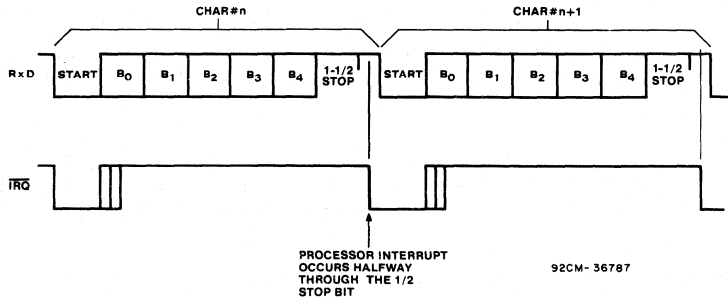 CHAR#n CHAR#n+1
RxD START B0 B1 B2 B3 B4 1-1/2 STOP START B0 B1 B2 B3 B4 1-1/2 STOP
IRQ
PROCESSOR INTERRUPT
OCCURS HALFWAY
THROUGH THE 1/2
STOP BIT
92CM-36787